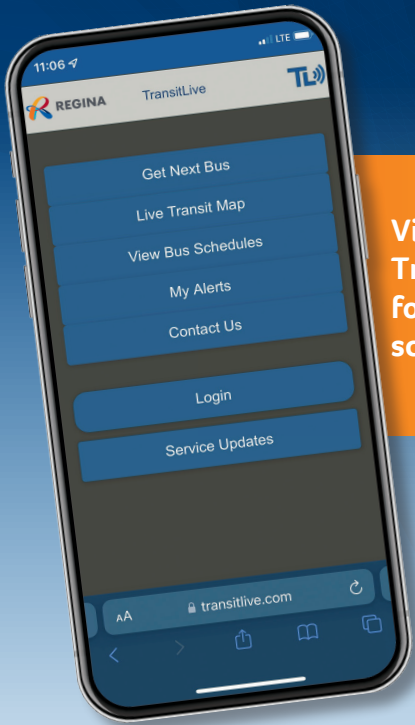 11:06
LTE
REGINA
TransitLive
TL
Get Next Bus
Live Transit Map
View Bus Schedules
My Alerts
Contact Us
Login
Service Updates
AA
transitlive.com